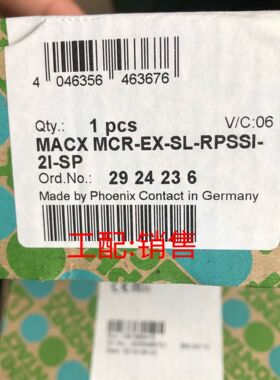 4 046356 463676
Qty.: 1 pcs V/C:06
MACX MCR-EX-SL-RPSSI-
2I-SP
Ord.No.: 29 24 23 6
Made by Phoenix Contact in Germany
工配:销售